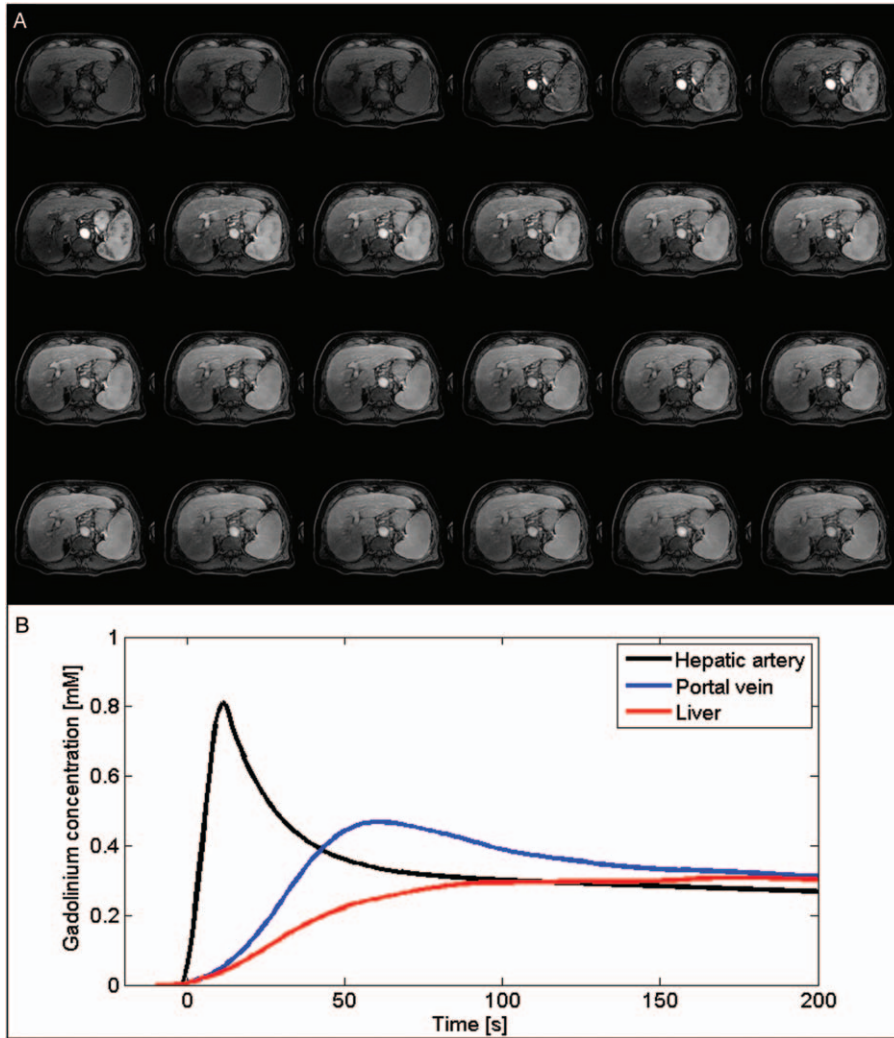 A
B
Gadolinium concentration [mM]
1
0.8
0.6
0.4
0.2
0
0 50 100 150 200
Time [s]
Hepatic artery
Portal vein
Liver